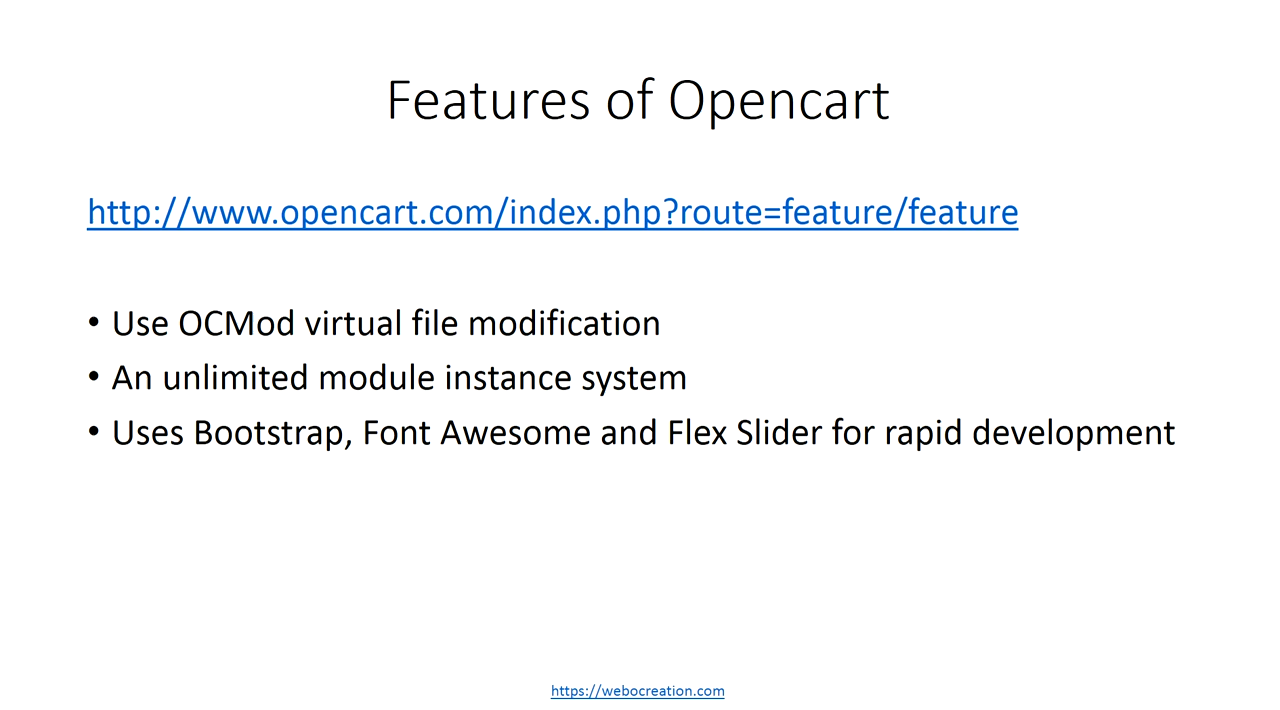 Features of Opencart
http://www.opencart.com/index.php?route=feature/feature
• Use OCMod virtual file modification
• An unlimited module instance system
• Uses Bootstrap, Font Awesome and Flex Slider for rapid development
https://webocreation.com